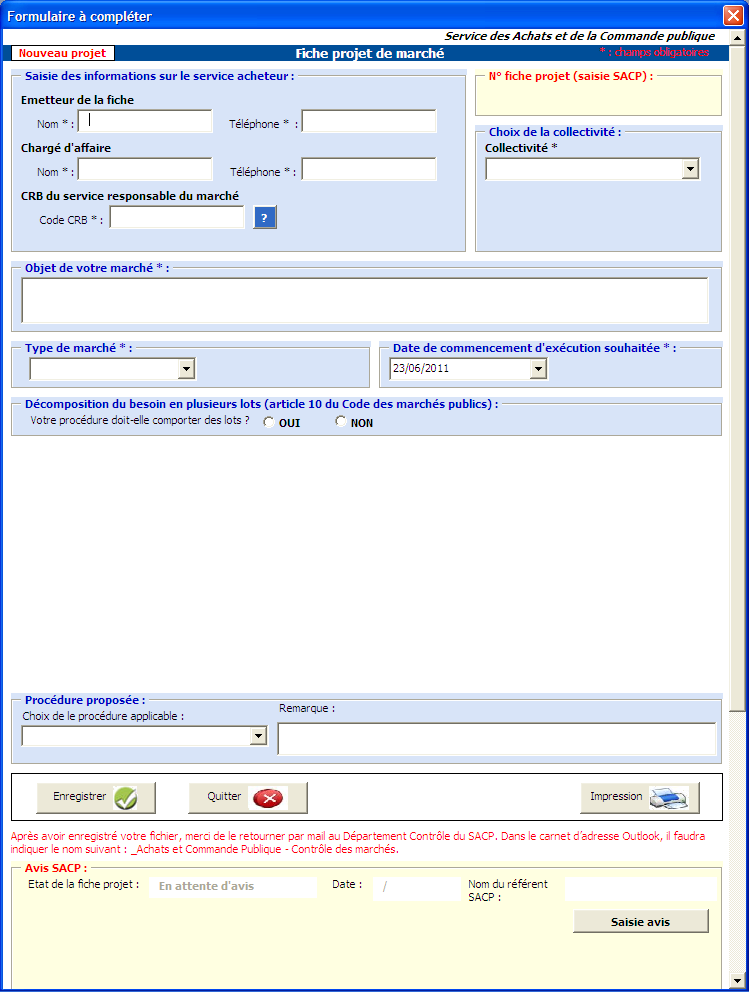 Formulaire à compléter
Service des Achats et de la Commande publique
Nouveau projet
Fiche projet de marché
* : champs obligatoires
Saisie des informations sur le service acheteur :
Emetteur de la fiche
Nom * :
Téléphone * :
Chargé d'affaire
Nom * :
Téléphone * :
CRB du service responsable du marché
Code CRB * :
?
N° fiche projet (saisie SACP) :
Choix de la collectivité :
Collectivité *
Objet de votre marché * :
Type de marché * :
Date de commencement d'exécution souhaitée * :
23/06/2011
Décomposition du besoin en plusieurs lots (article 10 du Code des marchés publics) :
Votre procédure doit-elle comporter des lots ?
OUI
NON
Procédure proposée :
Choix de le procédure applicable :
Remarque :
Enregistrer
Quitter
Impression
Après avoir enregistré votre fichier, merci de le retourner par mail au Département Contrôle du SACP. Dans le carnet d'adresse Outlook, il faudra
indiquer le nom suivant : _Achats et Commande Publique - Contrôle des marchés.
Avis SACP :
Etat de la fiche projet :
En attente d'avis
Date :
/
Nom du référent
SACP :
Saisie avis